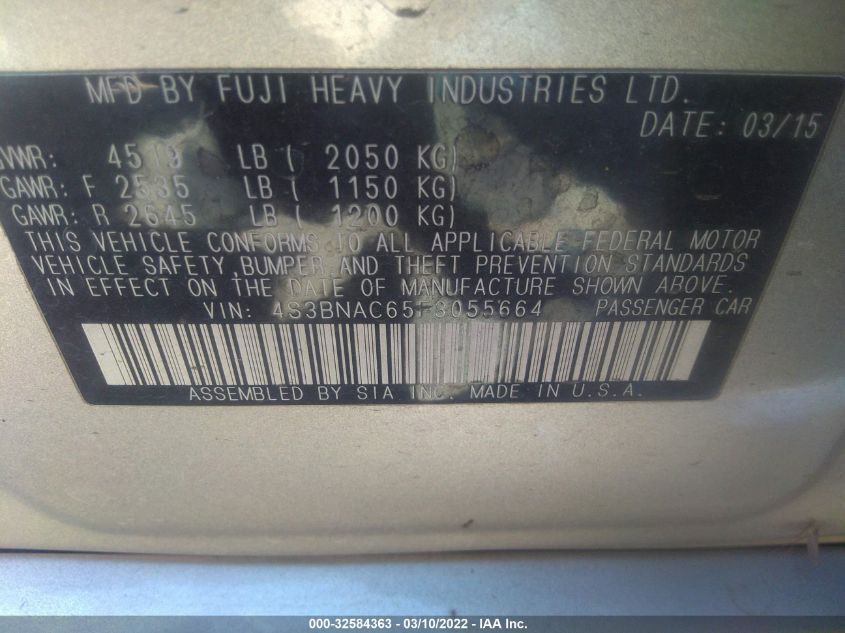 MFD BY FUJI HEAVY INDUSTRIES LTD.
DATE: 03/15
GVWR: LB ( 2050 KG)
GAWR: F 2535 LB ( 1150 KG)
GAWR: R 2645 LB ( 1200 KG)
THIS VEHICLE CONFORMS TO ALL APPLICABLE FEDERAL MOTOR
VEHICLE SAFETY, BUMPER, AND THEFT PREVENTION STANDARDS
IN EFFECT ON THE DATE OF MANUFACTURE SHOWN ABOVE.
VIN: PASSENGER CAR
ASSEMBLED BY SIA INC. MADE IN U.S.A.
000-32584363 - 03/10/2022 - IAA Inc.